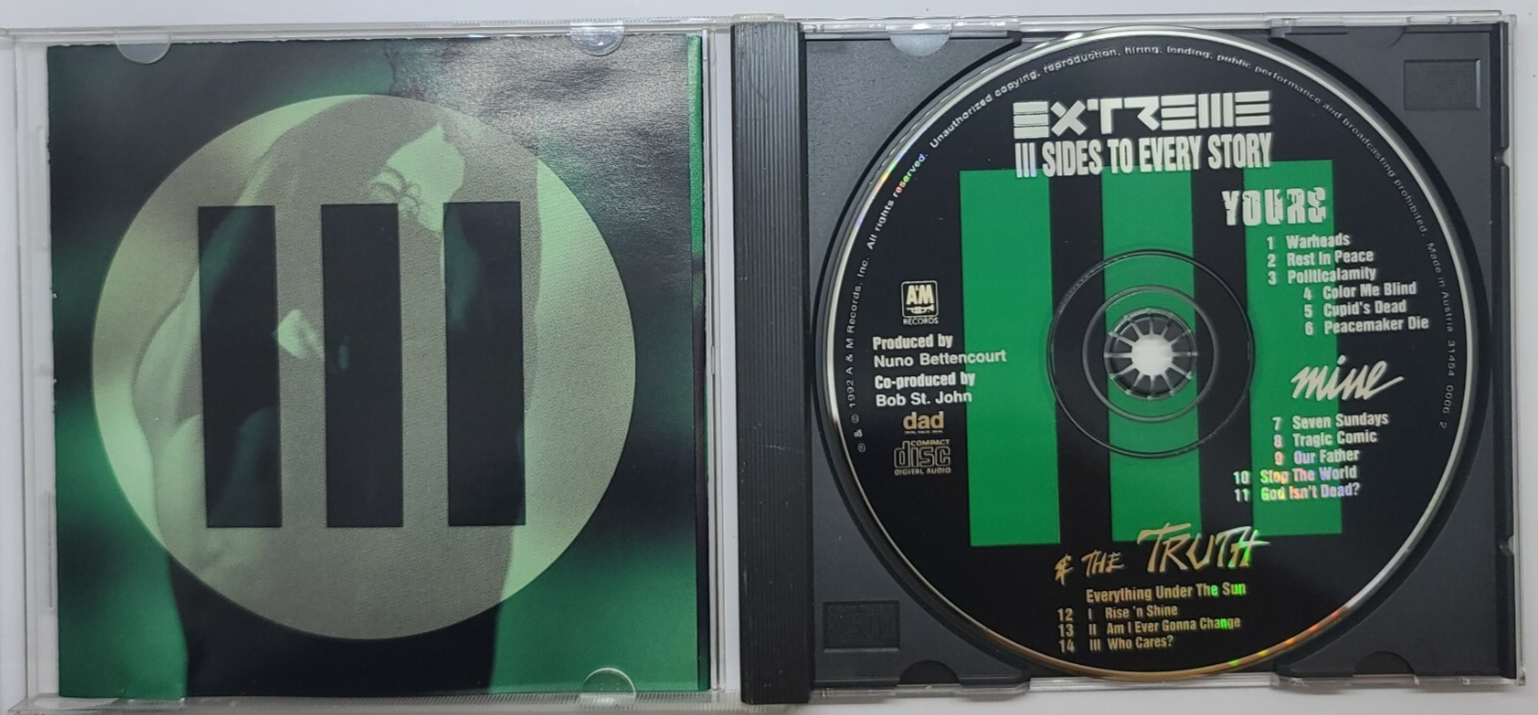 Unauthorized copying, reproduction, hiring, lending, public performance and broadcasting prohibited. Made in Austria 31454 0006 2
℗ & © 1992 A & M Records, Inc. All rights reserved.
EXTREME
III SIDES TO EVERY STORY
YOURS
1 Warheads
2 Rest in Peace
3 Politicalamity
4 Color Me Blind
5 Cupid's Dead
6 Peacemaker Die
A&M
RECORDS
Produced by
Nuno Bettencourt
Co-produced by
Bob St. John
dad
COMPACT
disc
DIGITAL AUDIO
mine
7 Seven Sundays
8 Tragic Comic
9 Our Father
10 Stop The World
11 God Isn't Dead?
& THE TRUTH
Everything Under The Sun
12 I Rise 'n Shine
13 II Am I Ever Gonna Change
14 III Who Cares?